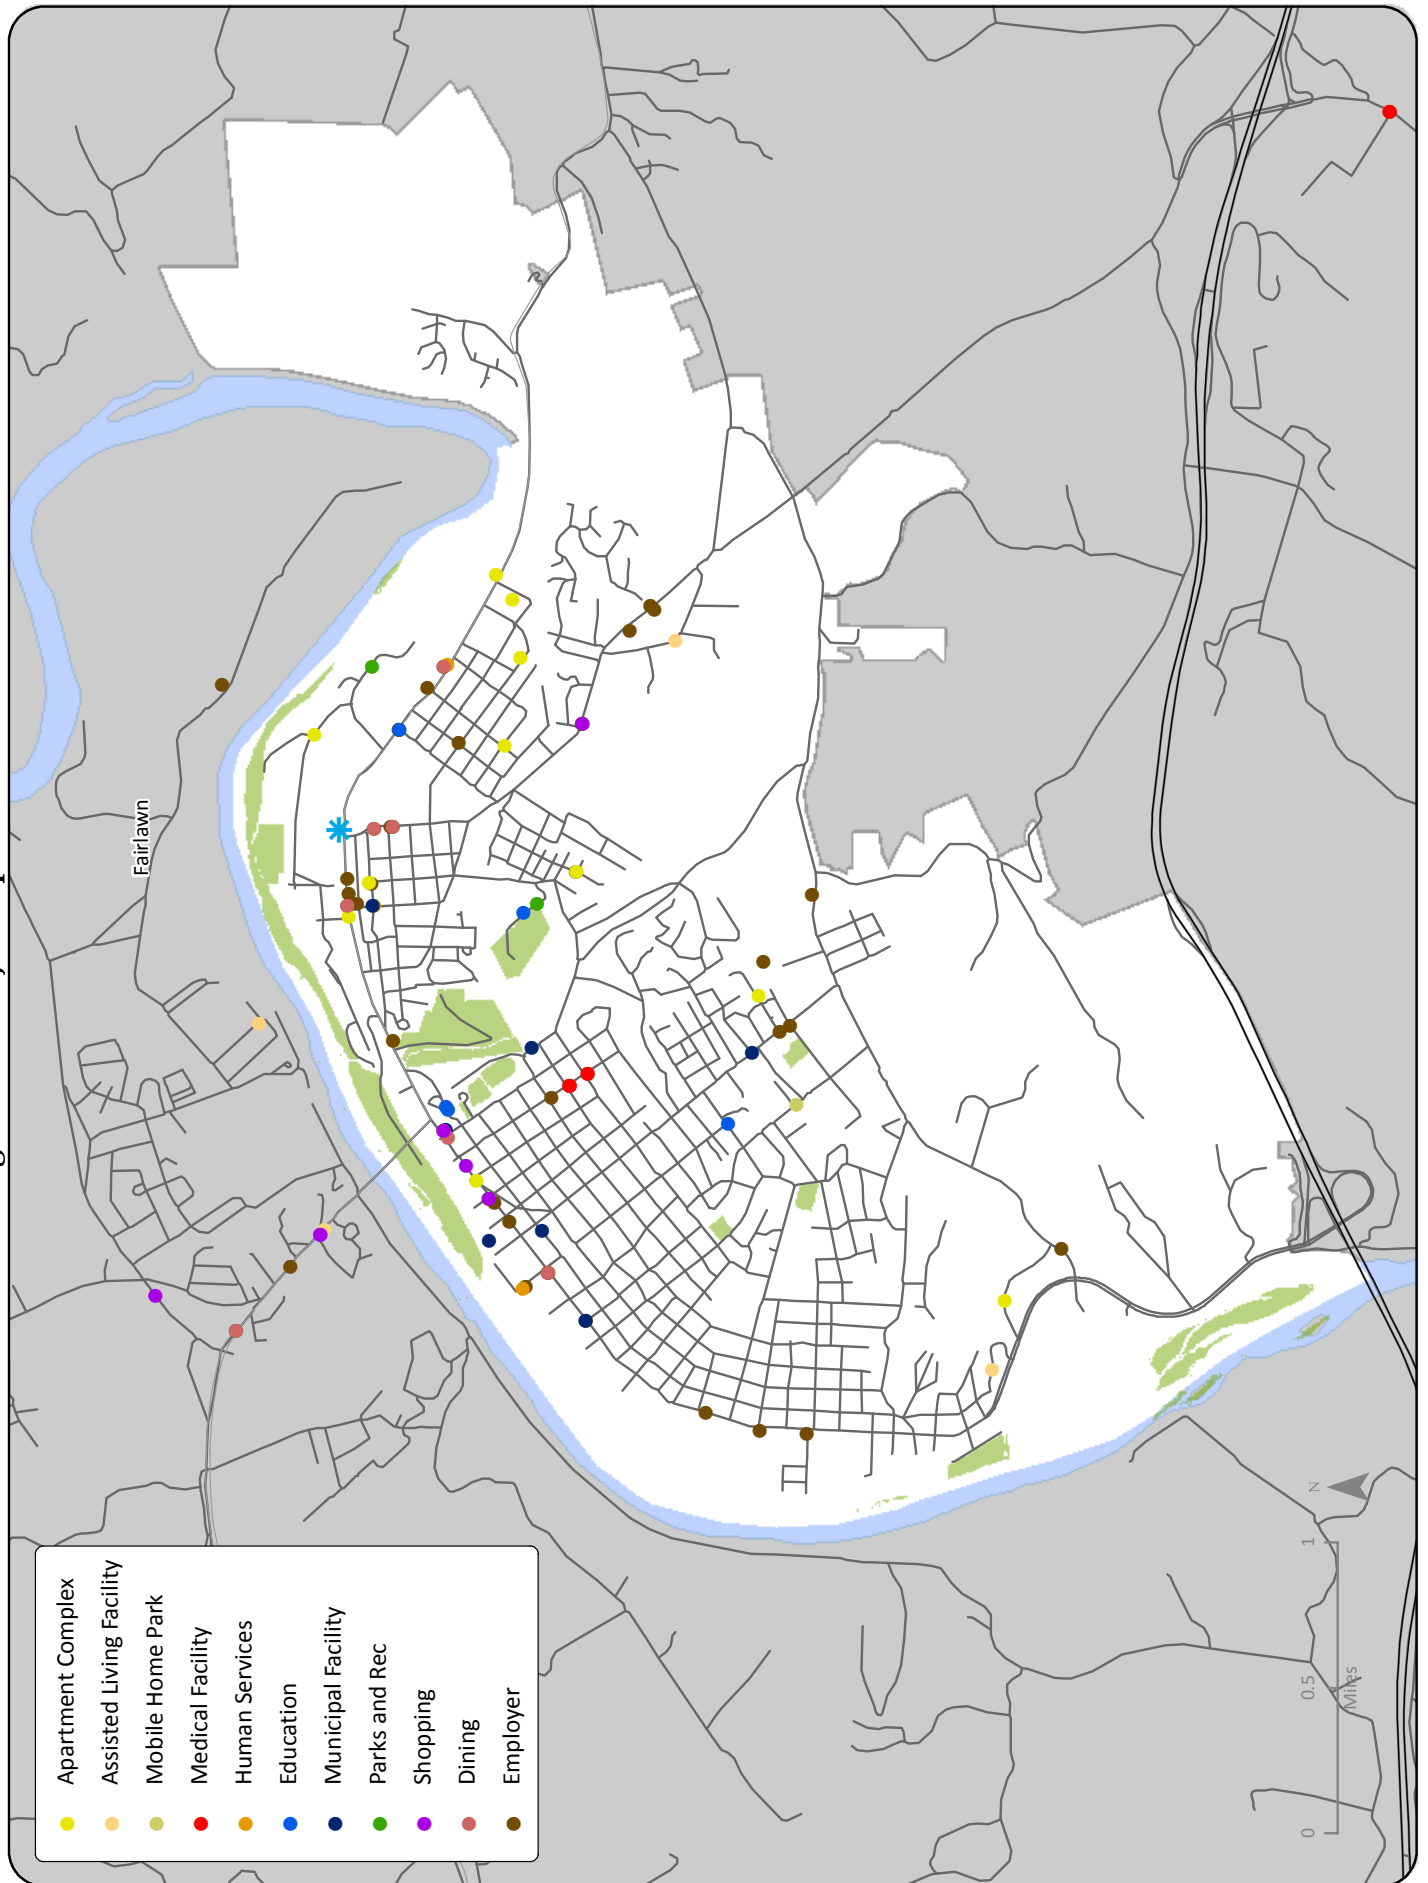 Fairlawn
Apartment Complex
Assisted Living Facility
Mobile Home Park
Medical Facility
Human Services
Education
Municipal Facility
Parks and Rec
Shopping
Dining
Employer
N
0 0.5 1
Miles